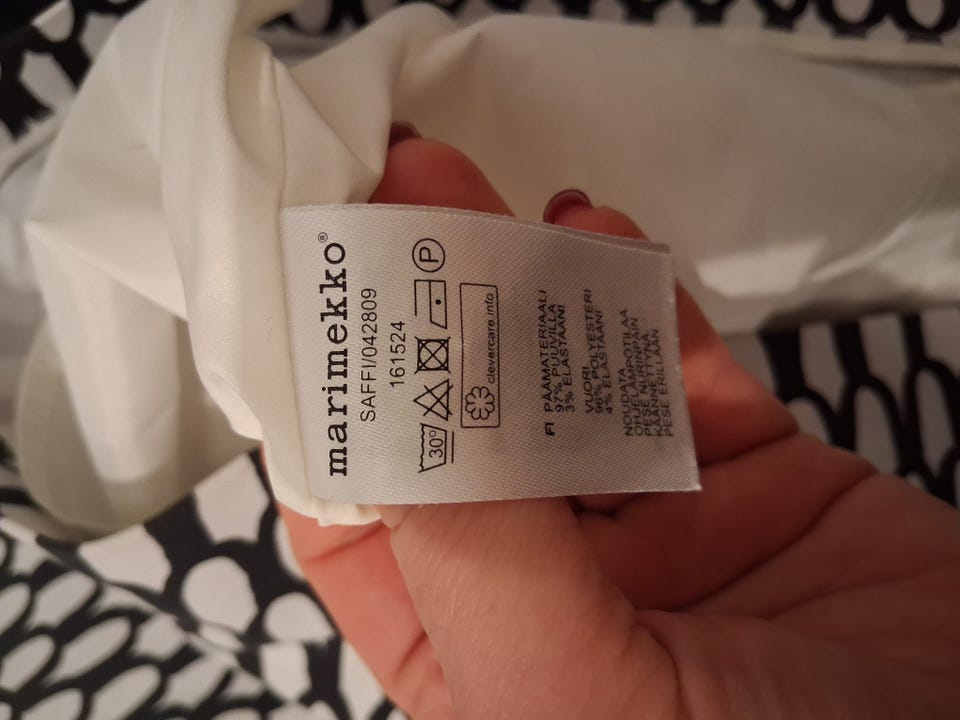 marimekko®
SAFFI/042809
161524
30°
P
clevercare.info
FI PÄÄMATERIAALI
97% PUUVILLA
3% ELASTAANI
VUORI
96% POLYESTERI
4% ELASTAANI
NOUDATA
OHJELÄMPÖTILAA
PESE NURINPÄIN
KÄÄNNETTYNÄ
PESE ERILLÄÄN